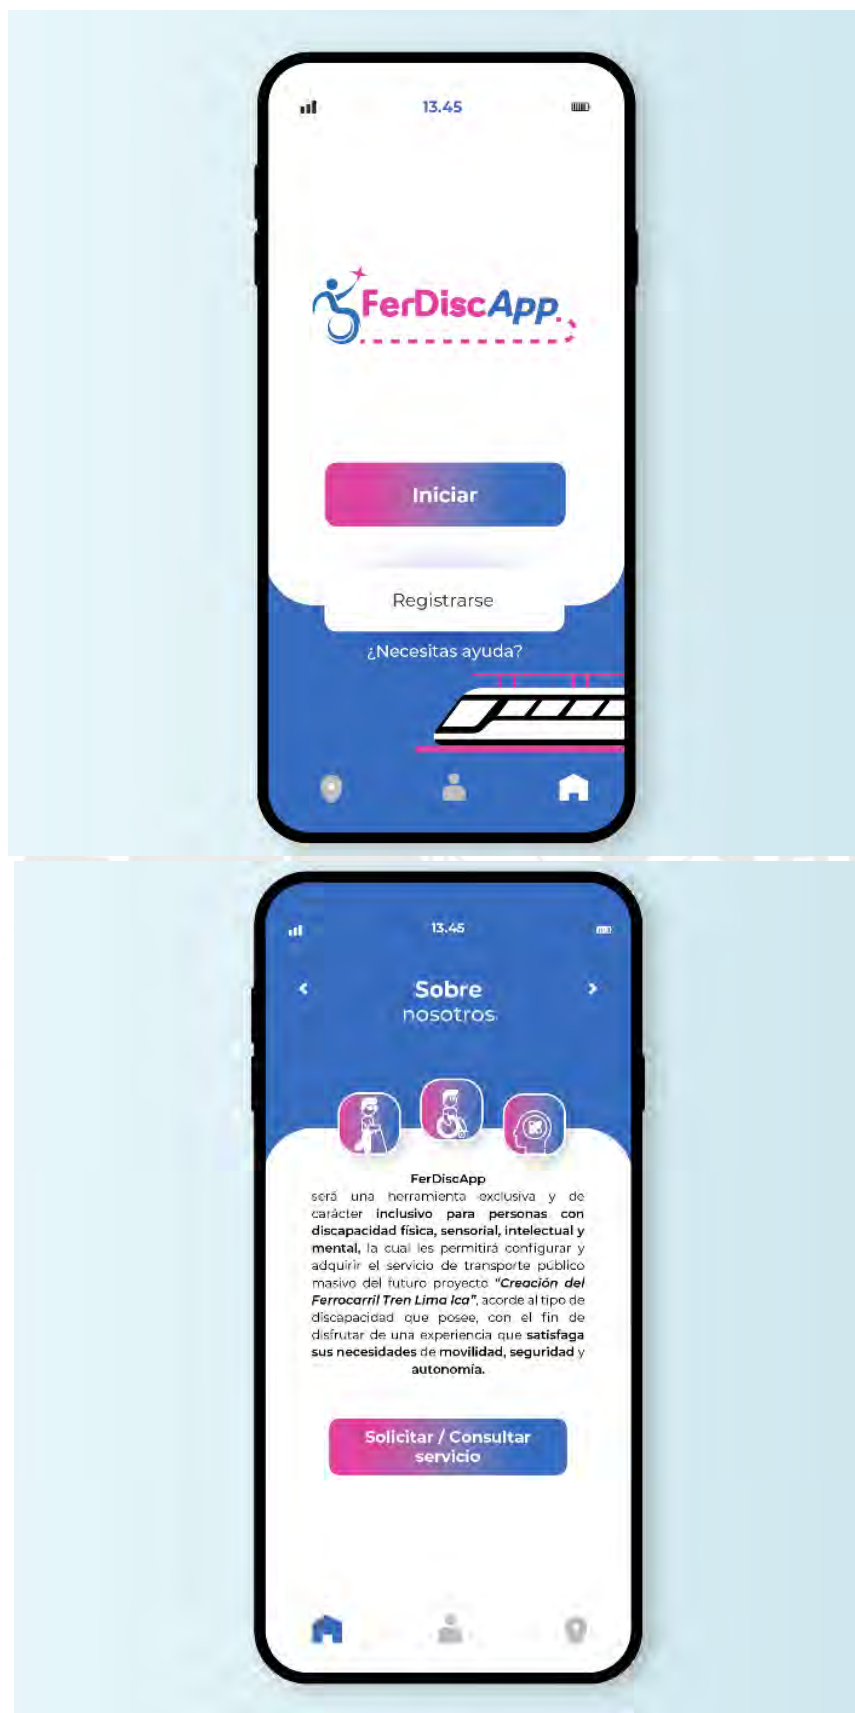 13.45
FerDiscApp
Iniciar
Registrarse
¿Necesitas ayuda?
13.45
Sobre
nosotros
FerDiscApp
será una herramienta exclusiva y de
carácter inclusivo para personas con
discapacidad física, sensorial, intelectual y
mental, la cual les permitirá configurar y
adquirir el servicio de transporte público
masivo del futuro proyecto "Creación del
Ferrocarril Tren Lima Ica", acorde al tipo de
discapacidad que posee, con el fin de
disfrutar de una experiencia que satisfaga
sus necesidades de movilidad, seguridad y
autonomía.
Solicitar / Consultar
servicio